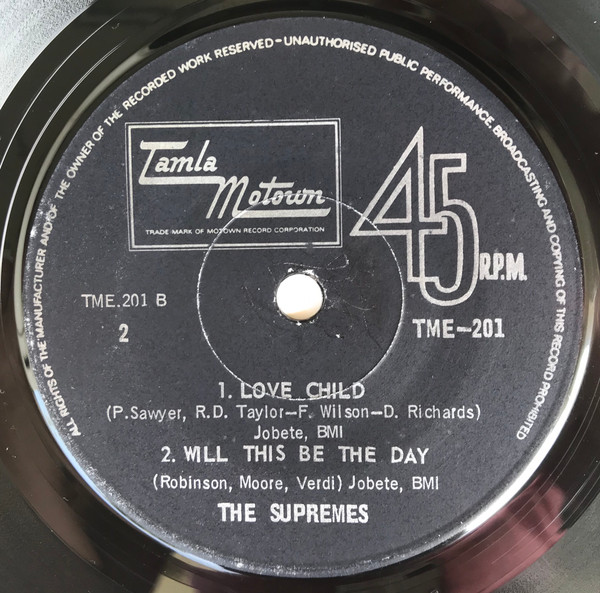 ALL RIGHTS OF THE MANUFACTURER AND/OF THE OWNER OF THE RECORDED WORK RESERVED-UNAUTHORISED PUBLIC PERFORMANCE, BROADCASTING AND COPYING OF THIS RECORD PROHIBITED
Tamla
Motown
TRADE MARK OF MOTOWN RECORD CORPORATION
45
R.P.M.
TME.201 B
2
TME-201
1. LOVE CHILD
(P.Sawyer, R.D. Taylor-F. Wilson-D. Richards)
Jobete, BMI
2. WILL THIS BE THE DAY
(Robinson, Moore, Verdi) Jobete, BMI
THE SUPREMES